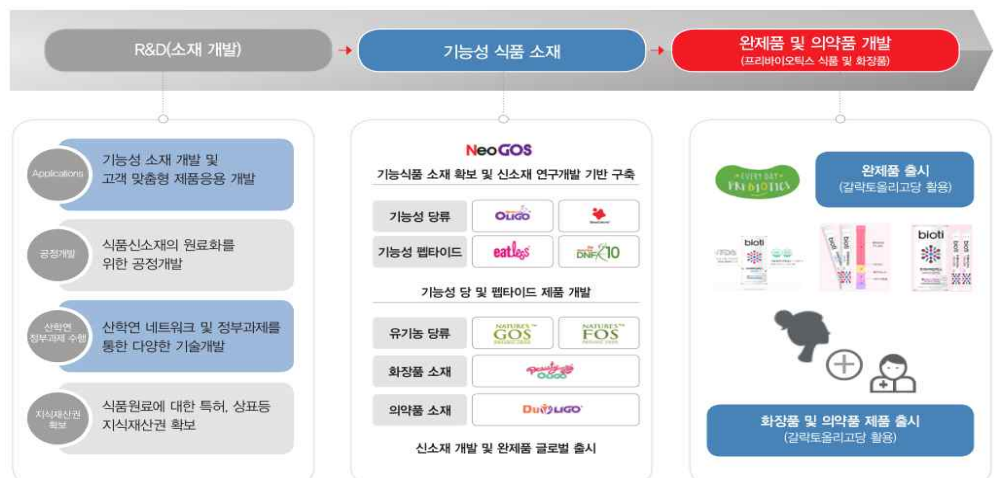 R&D(소재 개발)
기능성 식품 소재
완제품 및 의약품 개발
(프리바이오틱스 식품 및 화장품)
Applications
기능성 소재 개발 및
고객 맞춤형 제품응용 개발
공정개발
식품신소재의 원료화를
위한 공정개발
산학연
정부과제 수행
산학연 네트워크 및 정부과제를
통한 다양한 기술개발
지식재산권
확보
식품원료에 대한 특허, 상표등
지식재산권 확보
NeoGOS
기능식품 소재 확보 및 신소재 연구개발 기반 구축
기능성 당류
OLIGO
기능성 펩타이드
eatless
DNF 10
기능성 당 및 펩타이드 제품 개발
유기농 당류
NATURE'S™
GOS
NATURE'S™
FOS
화장품 소재
OLIGO
의약품 소재
DuOLIGO
신소재 개발 및 완제품 글로벌 출시
EVERY DAY
PREBIOTICS
완제품 출시
(갈락토올리고당 활용)
bioti
bioti
bioti
화장품 및 의약품 제품 출시
(갈락토올리고당 활용)